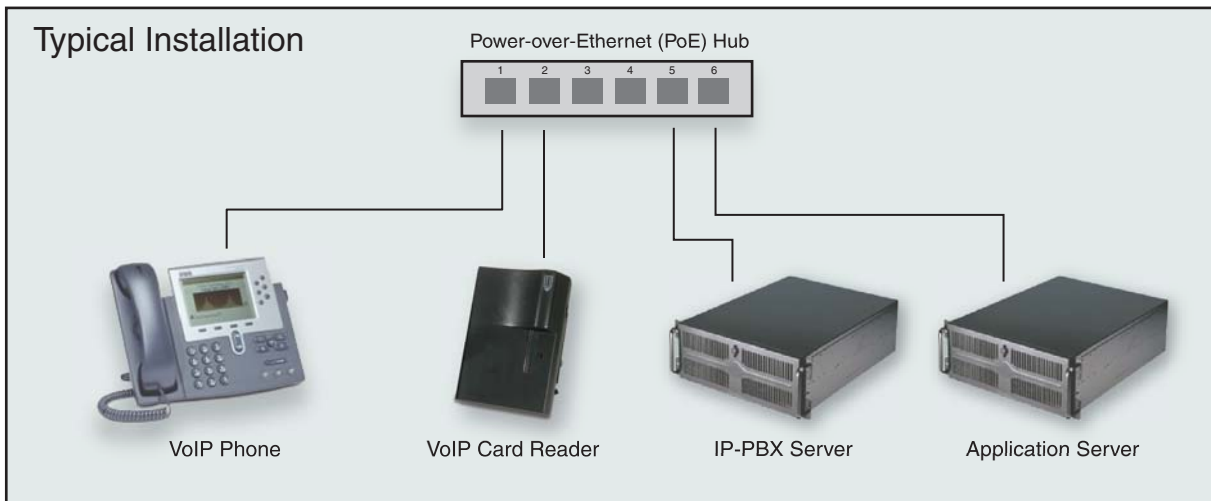 Typical Installation
Power-over-Ethernet (PoE) Hub
1 2 3 4 5 6
VoIP Phone
VoIP Card Reader
IP-PBX Server
Application Server